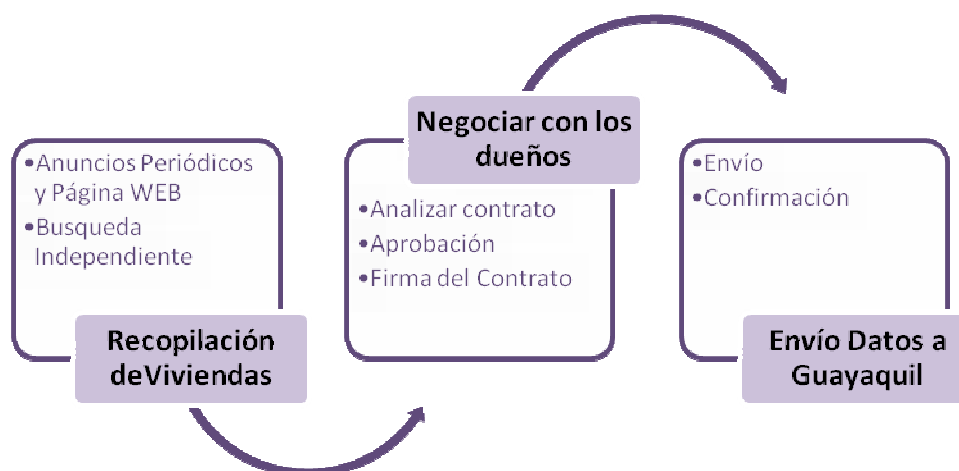 •Anuncios Periódicos
y Página WEB
•Busqueda
Independiente
Recopilación
deViviendas
Negociar con los
dueños
•Analizar contrato
•Aprobación
•Firma del Contrato
•Envío
•Confirmación
Envío Datos a
Guayaquil